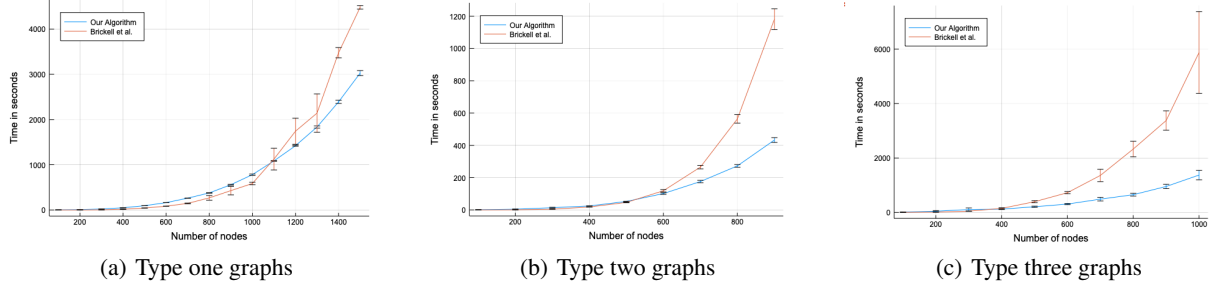 Our Algorithm
Brickell et al.
4000
3000
2000
1000
0
Time in seconds
200 400 600 800 1000 1200 1400
Number of nodes
(a) Type one graphs
Our Algorithm
Brickell et al.
1200
1000
800
600
400
200
0
Time in seconds
200 400 600 800
Number of nodes
(b) Type two graphs
Our Algorithm
Brickell et al.
6000
4000
2000
0
Time in seconds
200 400 600 800 1000
Number of nodes
(c) Type three graphs